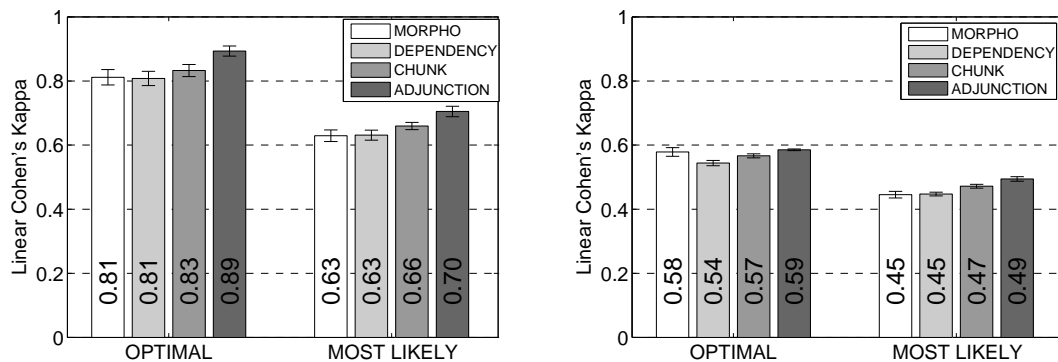 Linear Cohen's Kappa
1
0.8
0.6
0.4
0.2
0
MORPHO
DEPENDENCY
CHUNK
ADJUNCTION
0.81
0.81
0.83
0.89
0.63
0.63
0.66
0.70
OPTIMAL
MOST LIKELY
Linear Cohen's Kappa
1
0.8
0.6
0.4
0.2
0
MORPHO
DEPENDENCY
CHUNK
ADJUNCTION
0.58
0.54
0.57
0.59
0.45
0.45
0.47
0.49
OPTIMAL
MOST LIKELY